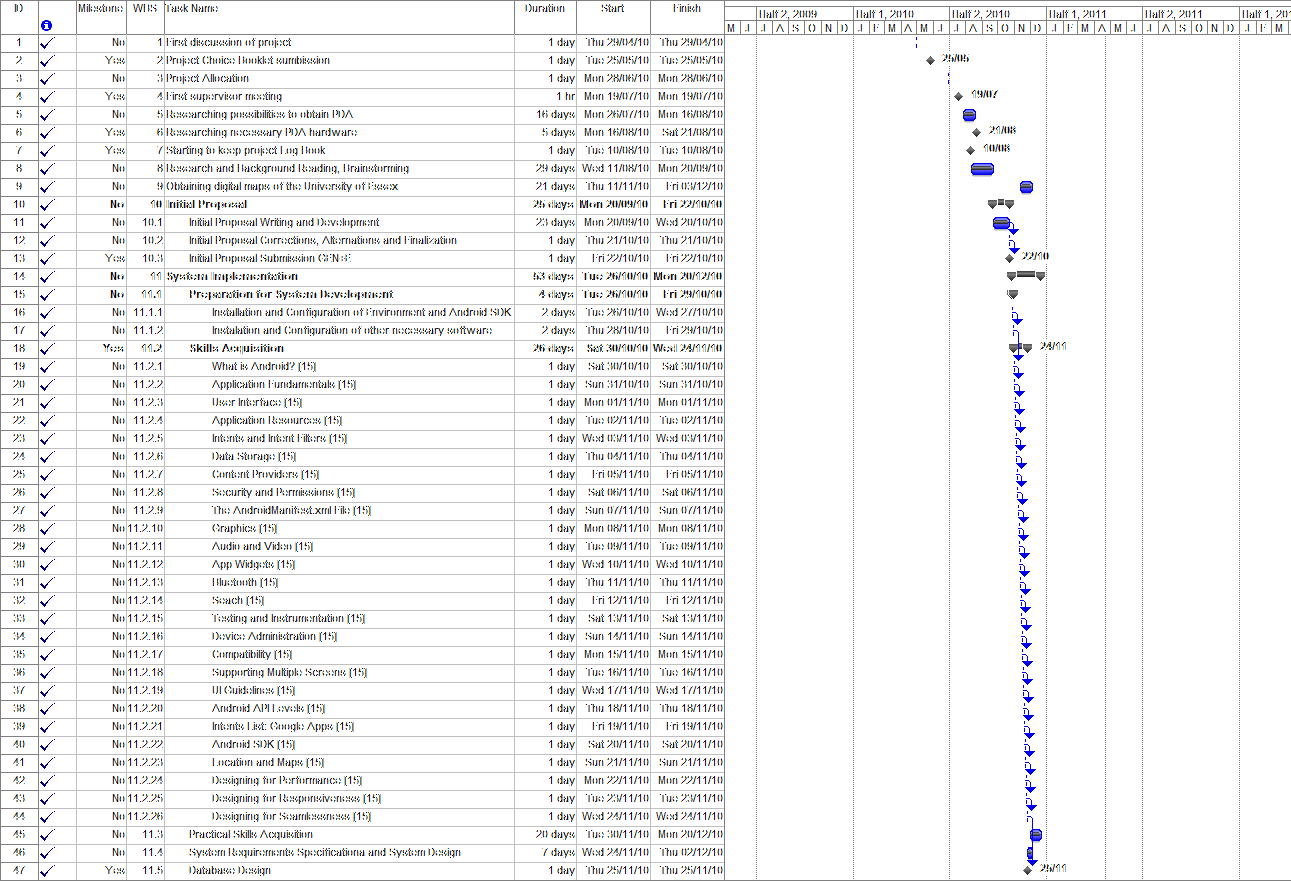 ID Milestone WBS Task Name Duration Start Finish Half 2, 2009 Half 1, 2010 Half 2, 2010 Half 1, 2011 Half 2, 2011 Half 1, 201
M J J A S O N D J F M A M J J A S O N D J F M A M J J A S O N D J F M
1 No 1 First discussion of project 1 day Thu 29/04/10 Thu 29/04/10
2 Yes 2 Project Choice Booklet sumbission 1 day Tue 25/05/10 Tue 25/05/10 25/05
3 No 3 Project Allocation 1 day Mon 28/06/10 Mon 28/06/10
4 Yes 4 First supervisor meeting 1 hr Mon 19/07/10 Mon 19/07/10 19/07
5 No 5 Researching possibilities to obtain PDA 16 days Mon 26/07/10 Mon 16/08/10
6 Yes 6 Researching necessary PDA hardware 5 days Mon 16/08/10 Sat 21/08/10 21/08
7 Yes 7 Starting to keep project Log Book 1 day Tue 10/08/10 Tue 10/08/10 10/08
8 No 8 Research and Background Reading, Brainstorming 29 days Wed 11/08/10 Mon 20/09/10
9 No 9 Obtaining digital maps of the University of Essex 21 days Thu 11/11/10 Fri 03/12/10
10 No 10 Initial Proposal 25 days Mon 20/09/10 Fri 22/10/10
11 No 10.1 Initial Proposal Writing and Development 23 days Mon 20/09/10 Wed 20/10/10
12 No 10.2 Initial Proposal Corrections, Alternations and Finalization 1 day Thu 21/10/10 Thu 21/10/10
13 Yes 10.3 Initial Proposal Submission 1 day Fri 22/10/10 Fri 22/10/10 22/10
14 No 11 System Implementation 53 days Tue 26/10/10 Mon 20/12/10
15 No 11.1 Preparation for System Development 4 days Tue 26/10/10 Fri 29/10/10
16 No 11.1.1 Installation and Configuration of Environment and Android SDK 2 days Tue 26/10/10 Wed 27/10/10
17 No 11.1.2 Instalation and Configuration of other necessary software 2 days Thu 28/10/10 Fri 29/10/10
18 Yes 11.2 Skills Acquisition 26 days Sat 30/10/10 Wed 24/11/10 24/11
19 No 11.2.1 What is Android? [15] 1 day Sat 30/10/10 Sat 30/10/10
20 No 11.2.2 Application Fundamentals [15] 1 day Sun 31/10/10 Sun 31/10/10
21 No 11.2.3 User Interface [15] 1 day Mon 01/11/10 Mon 01/11/10
22 No 11.2.4 Application Resources [15] 1 day Tue 02/11/10 Tue 02/11/10
23 No 11.2.5 Intents and Intent Filters [15] 1 day Wed 03/11/10 Wed 03/11/10
24 No 11.2.6 Data Storage [15] 1 day Thu 04/11/10 Thu 04/11/10
25 No 11.2.7 Content Providers [15] 1 day Fri 05/11/10 Fri 05/11/10
26 No 11.2.8 Security and Permissions [15] 1 day Sat 06/11/10 Sat 06/11/10
27 No 11.2.9 The AndroidManifest.xml File [15] 1 day Sun 07/11/10 Sun 07/11/10
28 No 11.2.10 Graphics [15] 1 day Mon 08/11/10 Mon 08/11/10
29 No 11.2.11 Audio and Video [15] 1 day Tue 09/11/10 Tue 09/11/10
30 No 11.2.12 App Widgets [15] 1 day Wed 10/11/10 Wed 10/11/10
31 No 11.2.13 Bluetooth [15] 1 day Thu 11/11/10 Thu 11/11/10
32 No 11.2.14 Seach [15] 1 day Fri 12/11/10 Fri 12/11/10
33 No 11.2.15 Testing and Instrumentation [15] 1 day Sat 13/11/10 Sat 13/11/10
34 No 11.2.16 Device Administration [15] 1 day Sun 14/11/10 Sun 14/11/10
35 No 11.2.17 Compatibility [15] 1 day Mon 15/11/10 Mon 15/11/10
36 No 11.2.18 Supporting Multiple Screens [15] 1 day Tue 16/11/10 Tue 16/11/10
37 No 11.2.19 UI Guidelines [15] 1 day Wed 17/11/10 Wed 17/11/10
38 No 11.2.20 Android API Levels [15] 1 day Thu 18/11/10 Thu 18/11/10
39 No 11.2.21 Intents List: Google Apps [15] 1 day Fri 19/11/10 Fri 19/11/10
40 No 11.2.22 Android SDK [15] 1 day Sat 20/11/10 Sat 20/11/10
41 No 11.2.23 Location and Maps [15] 1 day Sun 21/11/10 Sun 21/11/10
42 No 11.2.24 Designing for Performance [15] 1 day Mon 22/11/10 Mon 22/11/10
43 No 11.2.25 Designing for Responsiveness [15] 1 day Tue 23/11/10 Tue 23/11/10
44 No 11.2.26 Designing for Seamlessness [15] 1 day Wed 24/11/10 Wed 24/11/10
45 No 11.3 Practical Skills Acquisition 20 days Tue 30/11/10 Mon 20/12/10
46 No 11.4 System Requirements Specificationa and System Design 7 days Wed 24/11/10 Thu 02/12/10
47 Yes 11.5 Database Design 1 day Thu 25/11/10 Thu 25/11/10 25/11